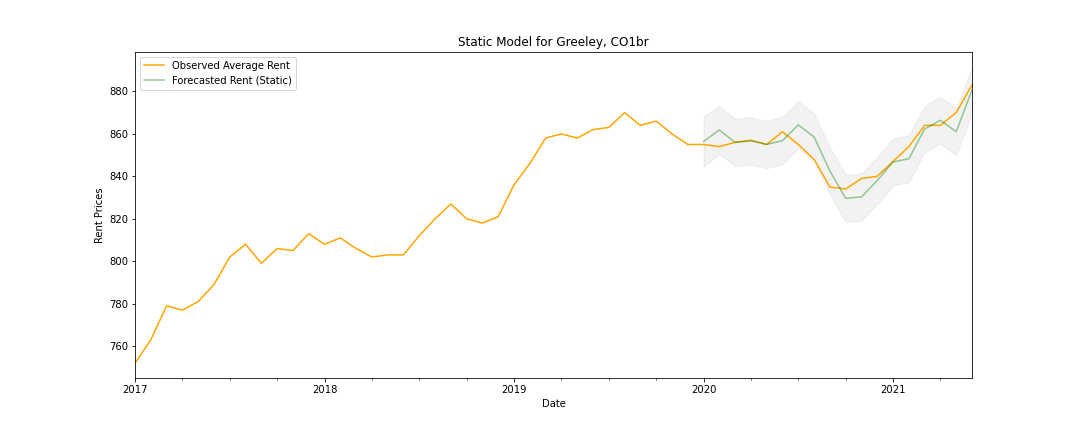 Static Model for Greeley, CO1br
Observed Average Rent
Forecasted Rent (Static)
880
860
840
820
800
780
760
Rent Prices
2017 2018 2019 2020 2021
Date